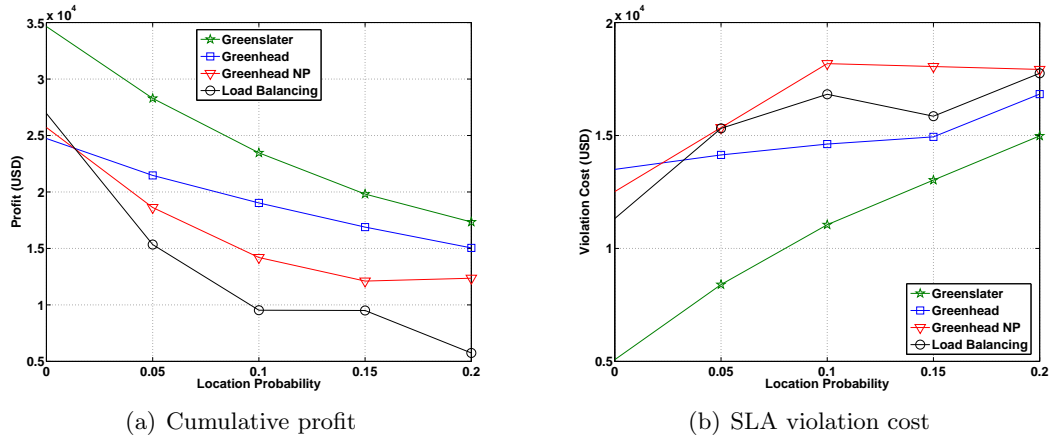 x 10^4
3.5
3
2.5
2
1.5
1
0.5
0 0.05 0.1 0.15 0.2
Location Probability
Profit (USD)
Greenslater
Greenhead
Greenhead NP
Load Balancing
(a) Cumulative profit
x 10^4
2
1.5
1
0.5
0 0.05 0.1 0.15 0.2
Location Probability
Violation Cost (USD)
Greenslater
Greenhead
Greenhead NP
Load Balancing
(b) SLA violation cost